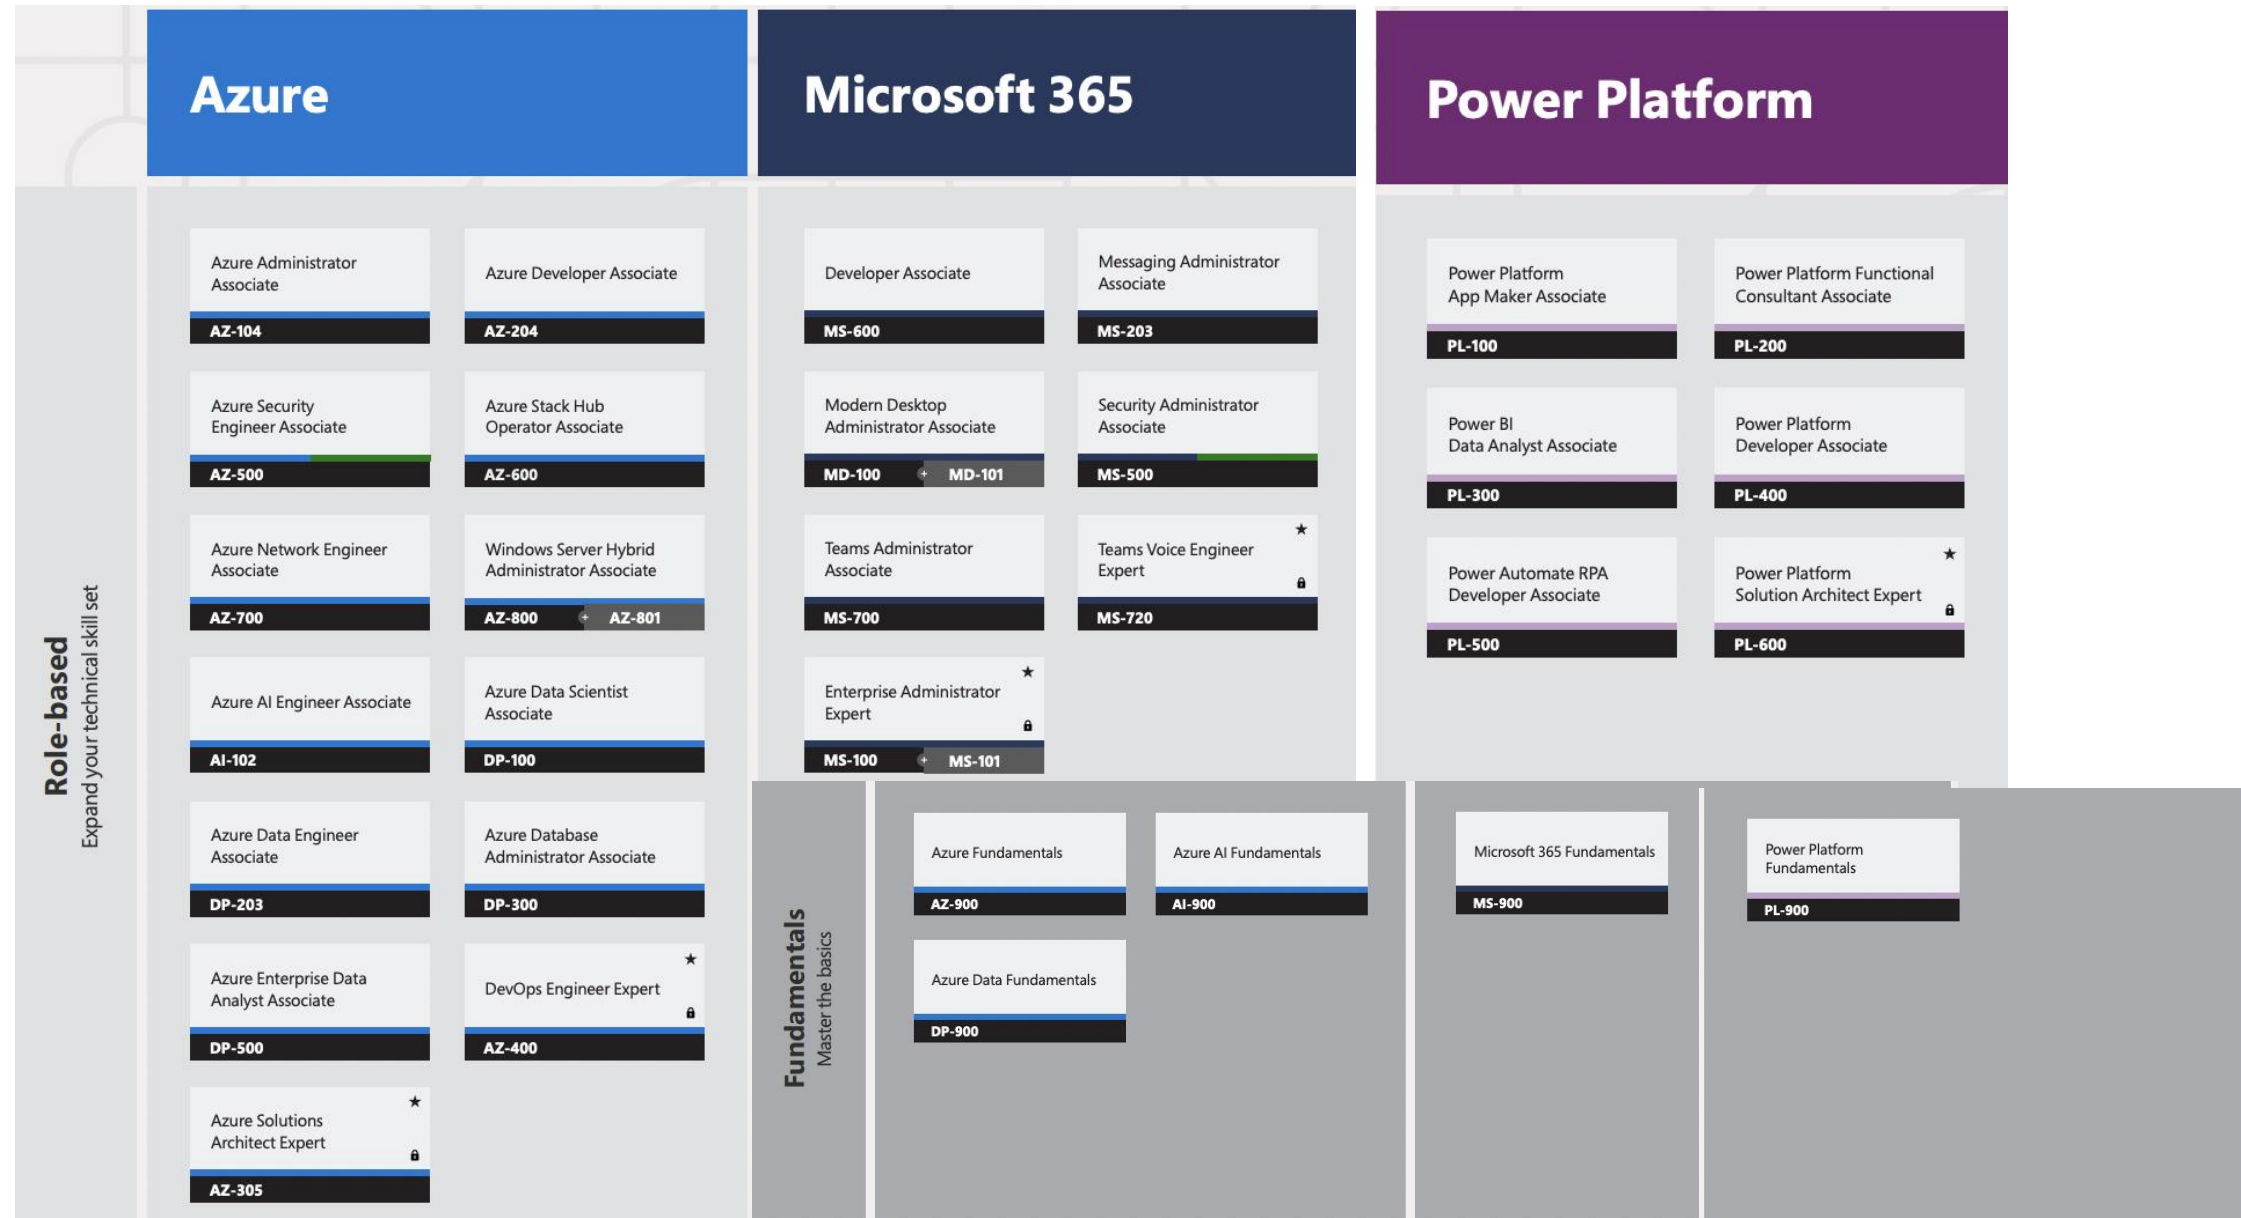 Azure
Microsoft 365
Power Platform
Role-based
Expand your technical skill set
Azure Administrator
Associate
AZ-104
Azure Developer Associate
AZ-204
Azure Security
Engineer Associate
AZ-500
Azure Stack Hub
Operator Associate
AZ-600
Azure Network Engineer
Associate
AZ-700
Windows Server Hybrid
Administrator Associate
AZ-800 + AZ-801
Azure AI Engineer Associate
AI-102
Azure Data Scientist
Associate
DP-100
Azure Data Engineer
Associate
DP-203
Azure Database
Administrator Associate
DP-300
Azure Enterprise Data
Analyst Associate
DP-500
DevOps Engineer Expert
AZ-400
Azure Solutions
Architect Expert
AZ-305
Developer Associate
MS-600
Messaging Administrator
Associate
MS-203
Modern Desktop
Administrator Associate
MD-100 + MD-101
Security Administrator
Associate
MS-500
Teams Administrator
Associate
MS-700
Teams Voice Engineer
Expert
MS-720
Enterprise Administrator
Expert
MS-100 + MS-101
Power Platform
App Maker Associate
PL-100
Power Platform Functional
Consultant Associate
PL-200
Power BI
Data Analyst Associate
PL-300
Power Platform
Developer Associate
PL-400
Power Automate RPA
Developer Associate
PL-500
Power Platform
Solution Architect Expert
PL-600
Fundamentals
Master the basics
Azure Fundamentals
AZ-900
Azure AI Fundamentals
AI-900
Azure Data Fundamentals
DP-900
Microsoft 365 Fundamentals
MS-900
Power Platform
Fundamentals
PL-900